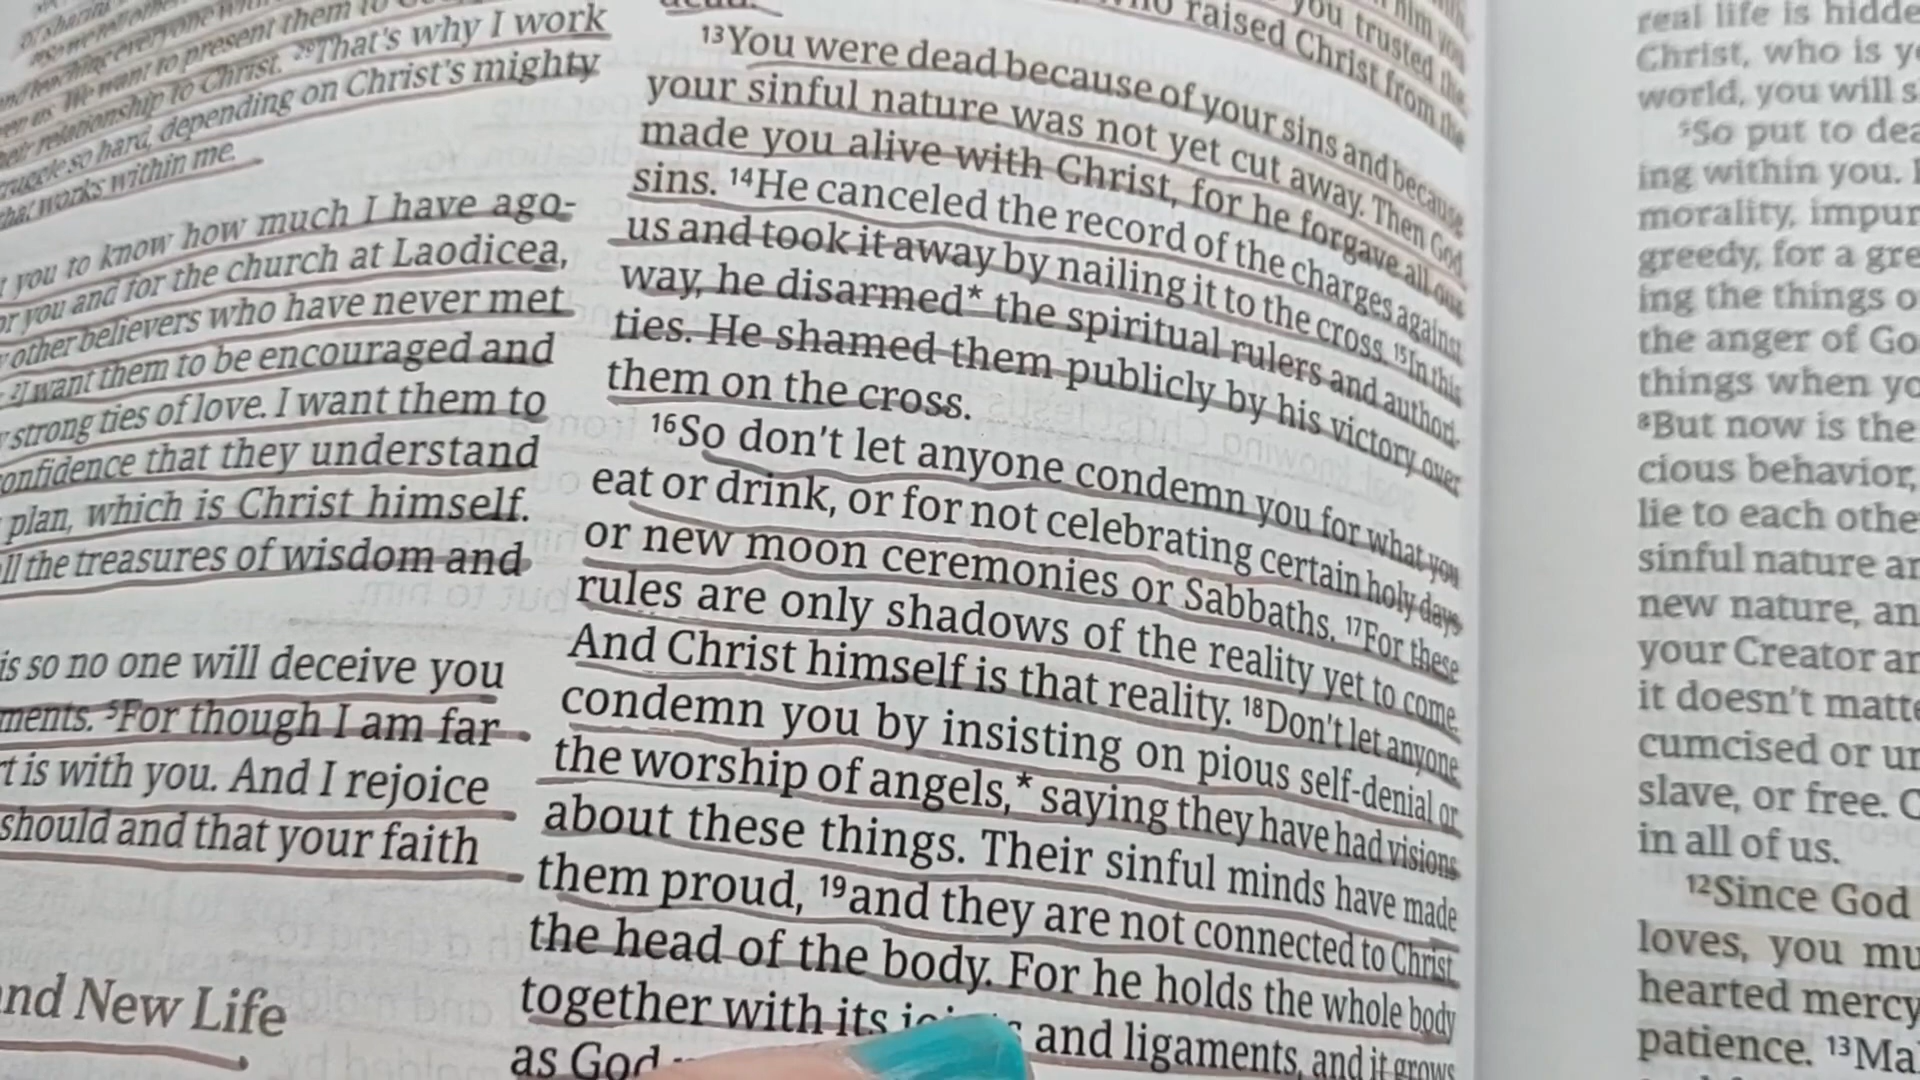 everyone with
We want to present them to
relationship to Christ. 29That's why I work
so hard, depending on Christ's mighty
that works within me.
you to know how much I have ago-
you and for the church at Laodicea,
other believers who have never met
2I want them to be encouraged and
strong ties of love. I want them to
confidence that they understand
plan, which is Christ himself.
the treasures of wisdom and
is so no one will deceive you
ments. 5For though I am far
is with you. And I rejoice
should and that your faith
nd New Life
you trusted the
raised Christ from the
dead.
13You were dead because of your sins and because
your sinful nature was not yet cut away. Then God
made you alive with Christ, for he forgave all our
sins. 14He canceled the record of the charges against
us and took it away by nailing it to the cross. 15In this
way, he disarmed* the spiritual rulers and authori-
ties. He shamed them publicly by his victory over
them on the cross.
16So don't let anyone condemn you for what you
eat or drink, or for not celebrating certain holy days
or new moon ceremonies or Sabbaths. 17For these
rules are only shadows of the reality yet to come.
And Christ himself is that reality. 18Don't let anyone
condemn you by insisting on pious self-denial or
the worship of angels,* saying they have had visions
about these things. Their sinful minds have made
them proud, 19and they are not connected to Christ,
the head of the body. For he holds the whole body
together with its joints and ligaments, and it grows
as God
real life is hidde
Christ, who is y
world, you will s
5So put to dea
ing within you.
morality, impur
greedy, for a gre
ing the things o
the anger of Go
things when yo
8But now is the
cious behavior,
lie to each othe
sinful nature an
new nature, an
your Creator an
it doesn't matte
cumcised or un
slave, or free. C
in all of us.
12Since God
loves, you mu
hearted mercy
patience. 13Ma